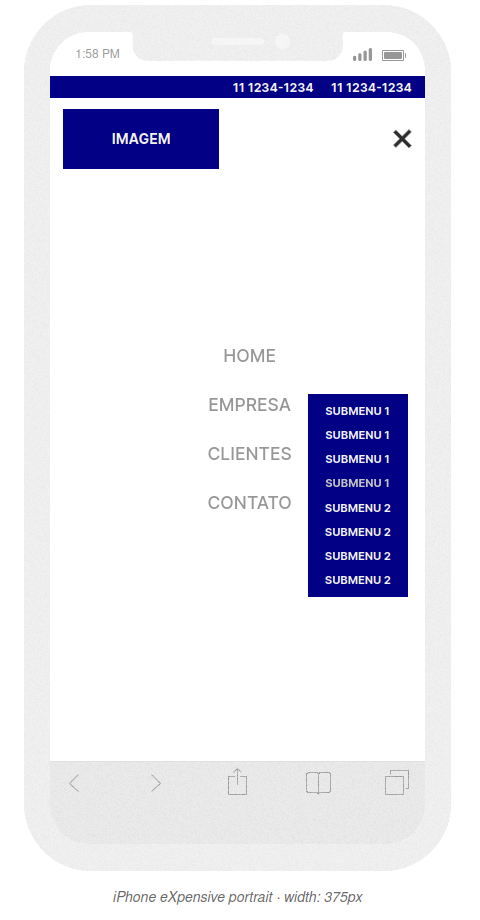 1:58 PM
11 1234-1234 11 1234-1234
IMAGEM
HOME
EMPRESA
CLIENTES
CONTATO
SUBMENU 1
SUBMENU 1
SUBMENU 1
SUBMENU 1
SUBMENU 2
SUBMENU 2
SUBMENU 2
SUBMENU 2
iPhone eXpensive portrait · width: 375px